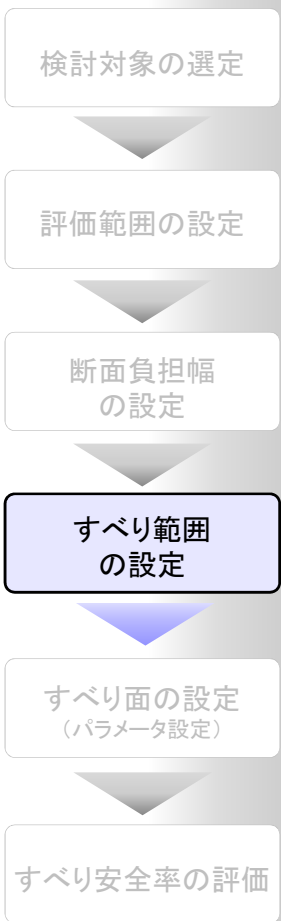 検討対象の選定
評価範囲の設定
断面負担幅
の設定
すべり範囲
の設定
すべり面の設定
（パラメータ設定）
すべり安全率の評価